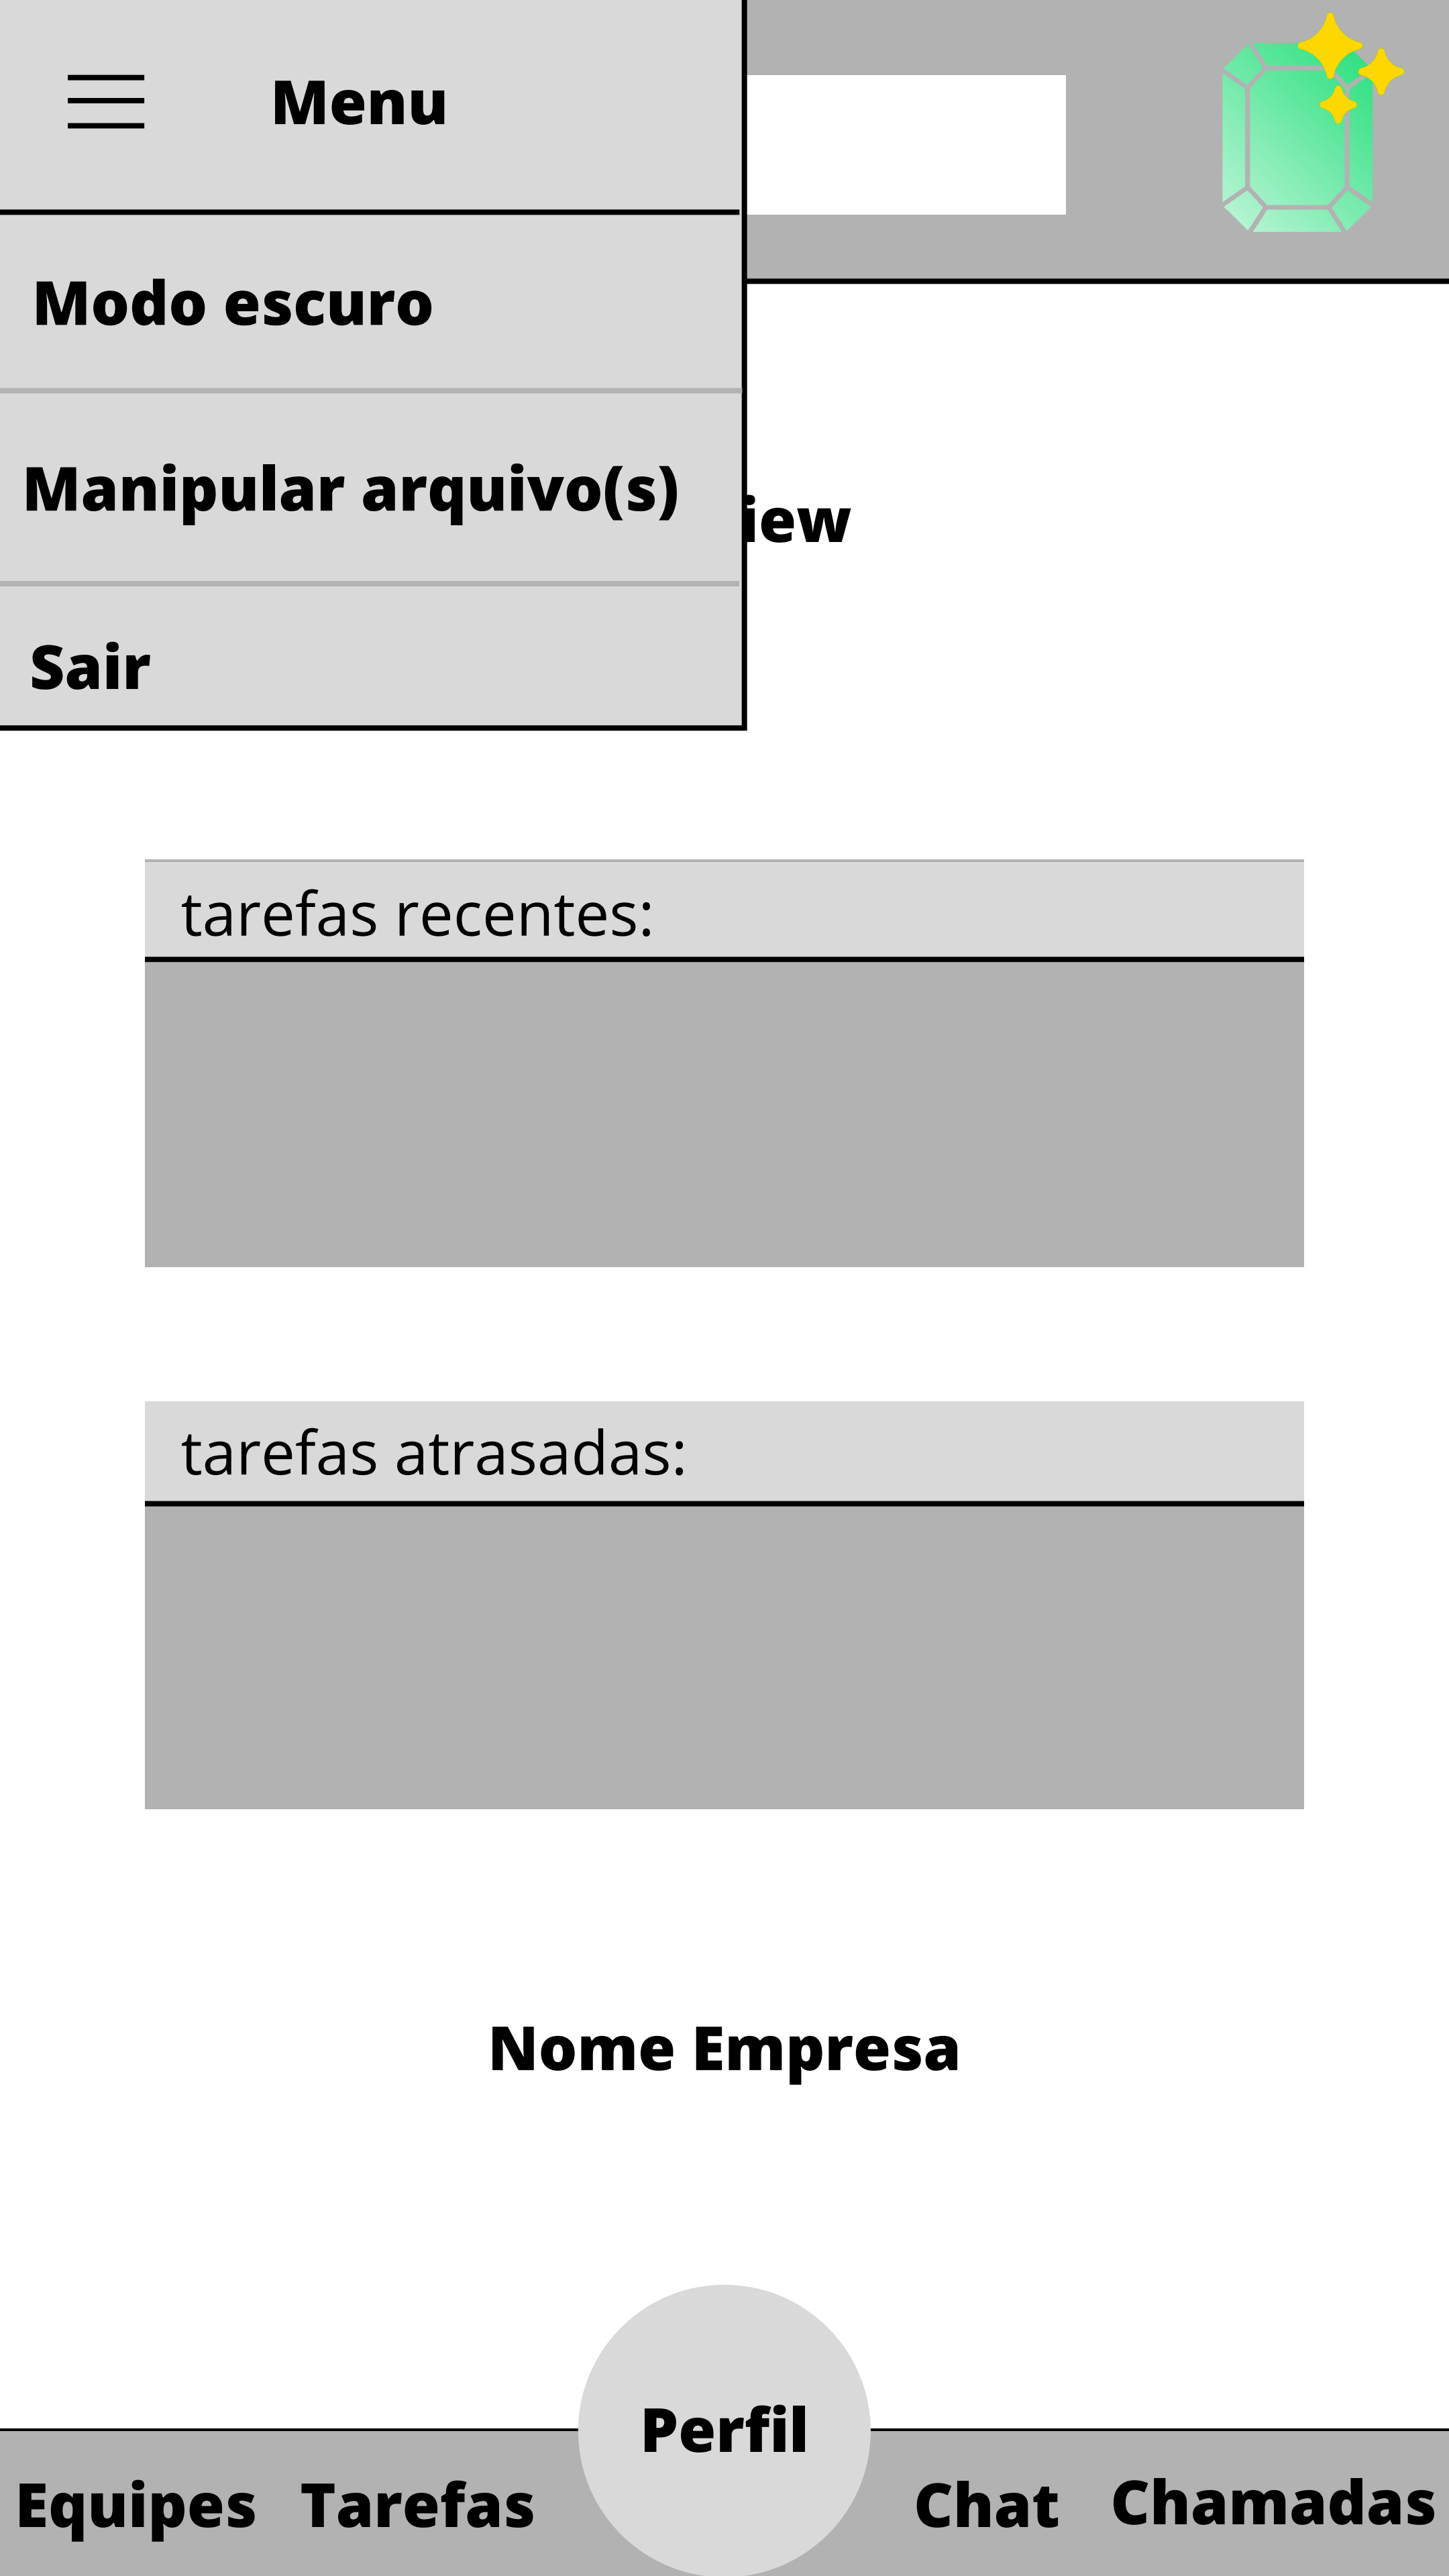 Menu
Modo escuro
Manipular arquivo(s)
iew
Sair
tarefas recentes:
tarefas atrasadas:
Nome Empresa
Perfil
Equipes Tarefas Chat Chamadas